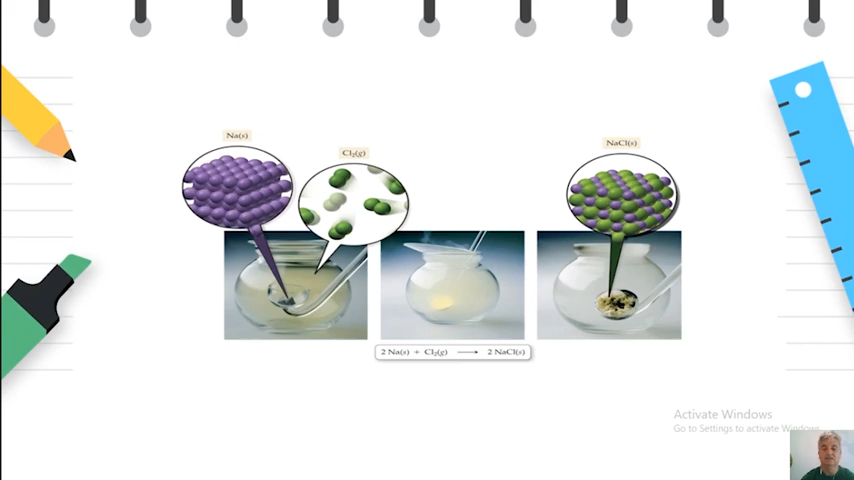 Na(s)
Cl₂(g)
NaCl(s)
2 Na(s) + Cl₂(g) ⟶ 2 NaCl(s)
Activate Windows
Go to Settings to activate Windows.